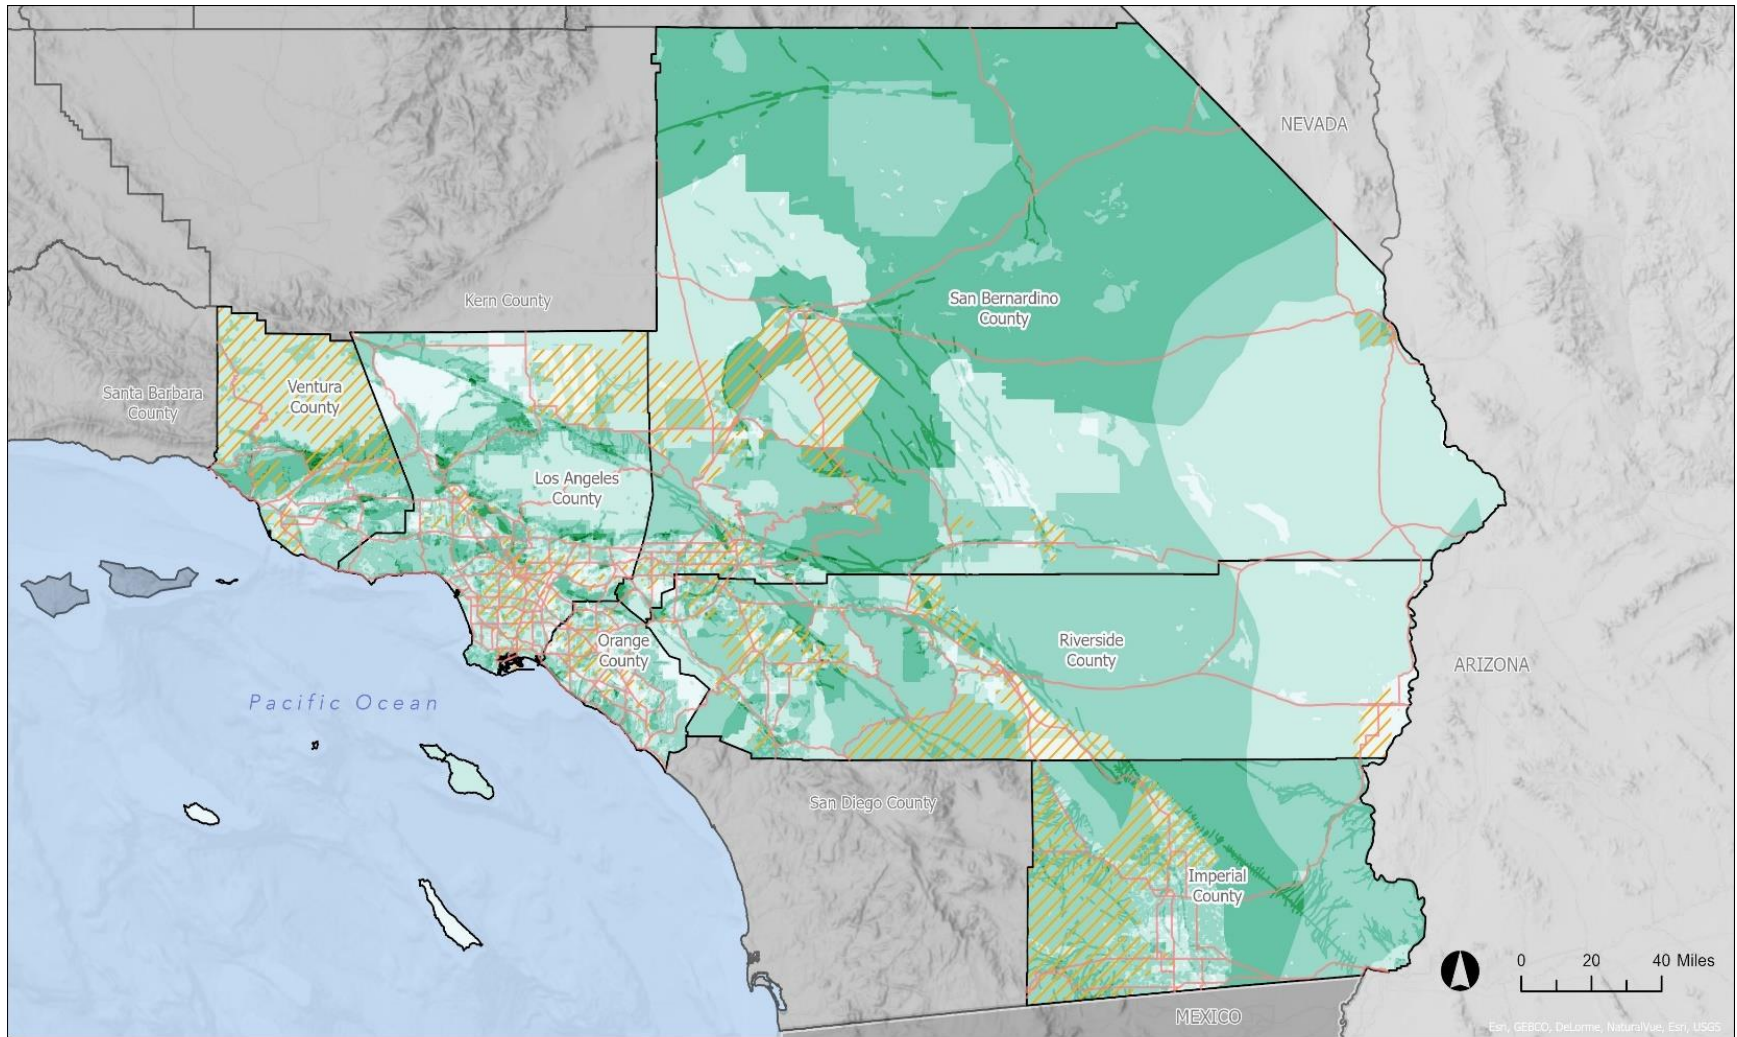 NEVADA
Kern County
San Bernardino
County
Santa Barbara
County
Ventura
County
Los Angeles
County
Orange
County
Riverside
County
ARIZONA
Pacific Ocean
San Diego County
Imperial
County
0 20 40 Miles
MEXICO
Esri, GEBCO, DeLorme, NaturalVue, Esri, USGS